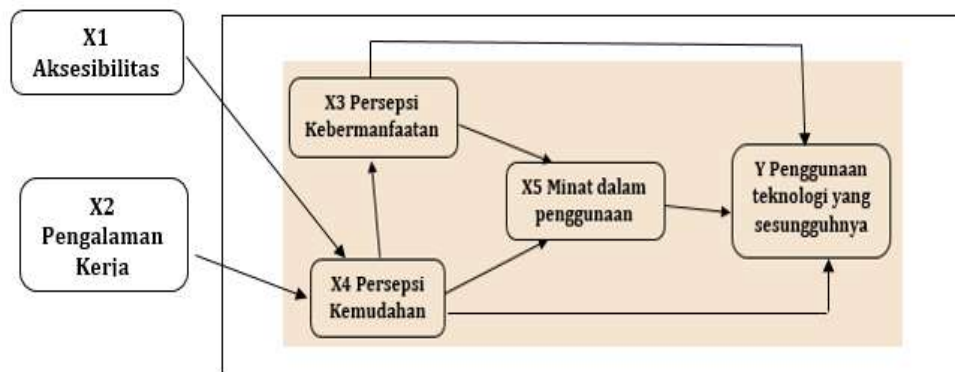 X1
Aksesibilitas
X2
Pengalaman
Kerja
X3 Persepsi
Kebermanfaatan
X4 Persepsi
Kemudahan
X5 Minat dalam
penggunaan
Y Penggunaan
teknologi yang
sesungguhnya